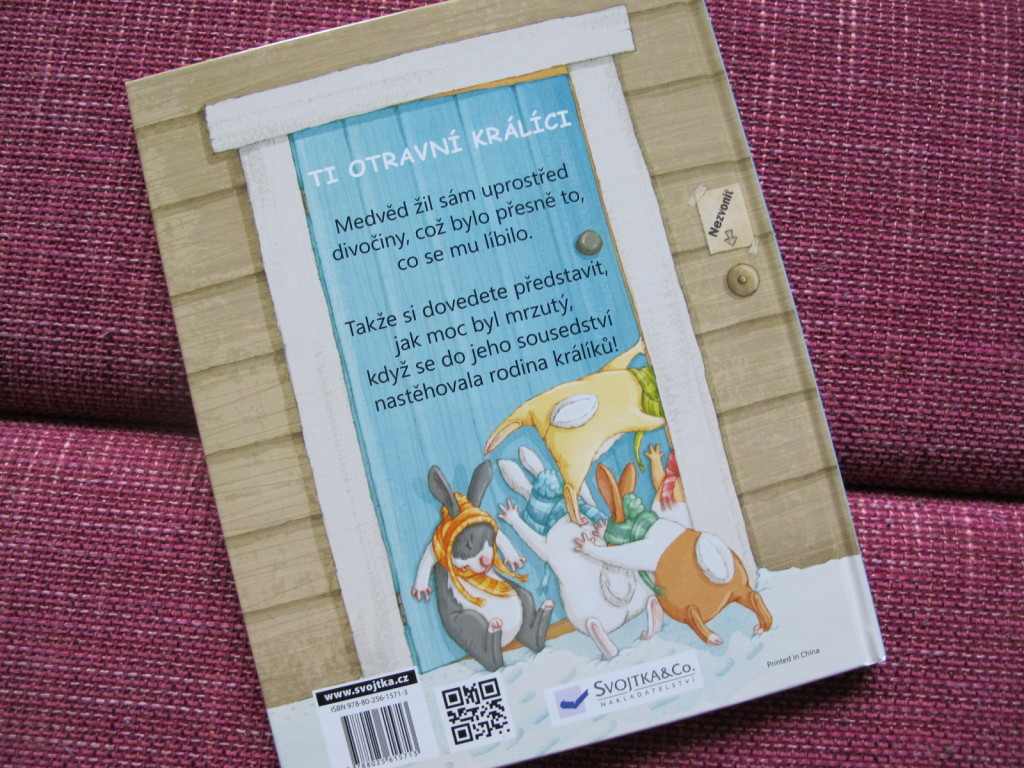 TI OTRAVNÍ KRÁLÍCI
Medvěd žil sám uprostřed
divočiny, což bylo přesně to,
co se mu líbilo.
Takže si dovedete představit,
jak moc byl mrzutý,
když se do jeho sousedství
nastěhovala rodina králíků!
Nezvonit
www.svojtka.cz
ISBN 978-80-256-1571-3
9788025615713
SVOJTKA&CO.
NAKLADATELSTVÍ
Printed in China